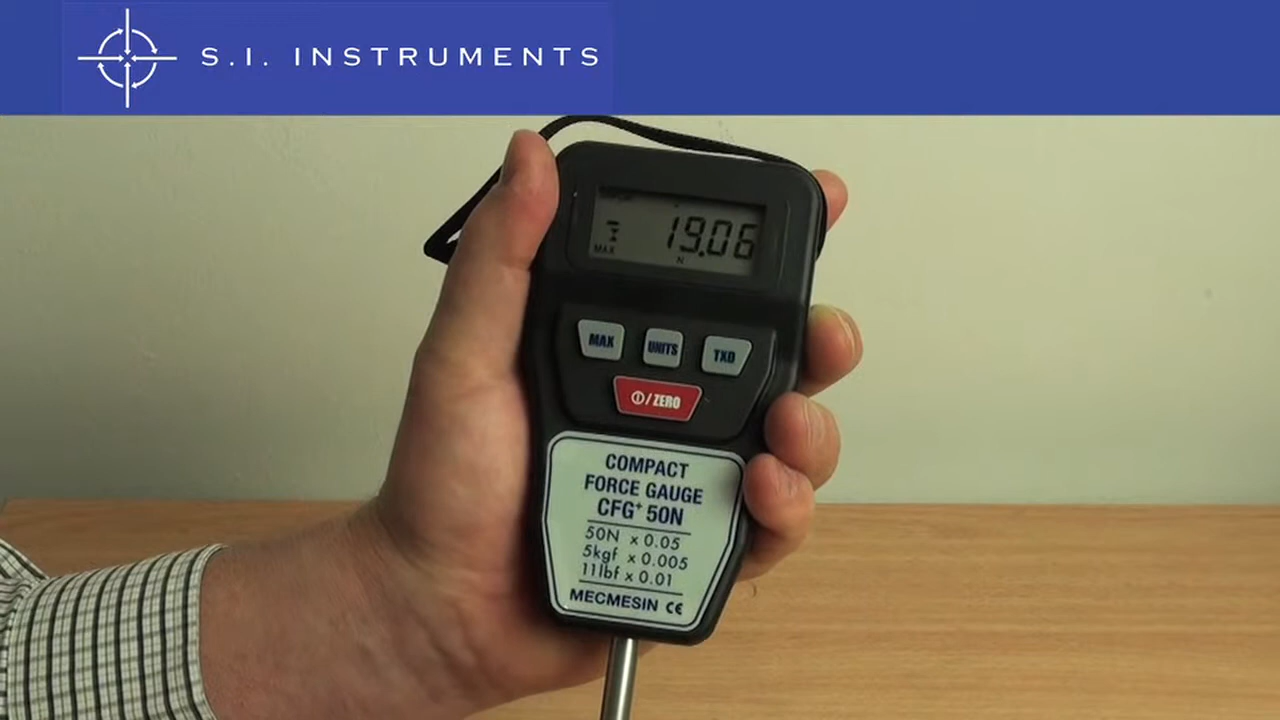 S.I. INSTRUMENTS
19.06
MAX
N
MAX UNITS TXD
/ ZERO
COMPACT
FORCE GAUGE
CFG+ 50N
50N x 0.05
5kgf x 0.005
11lbf x 0.01
MECMESIN CE